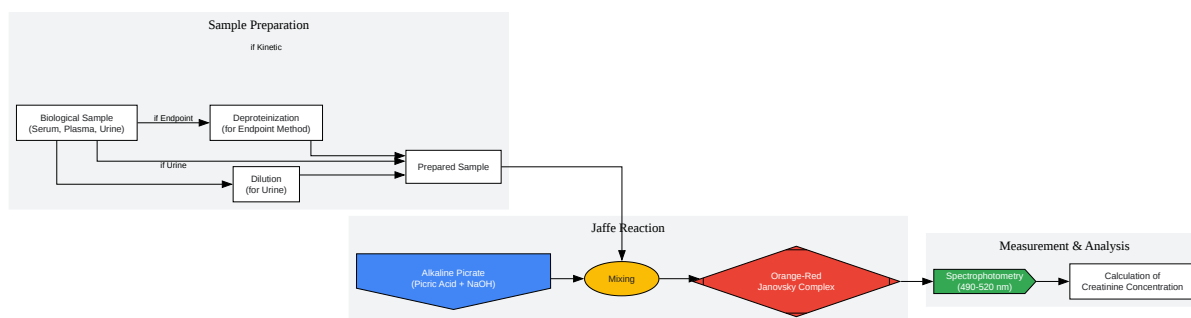 Sample Preparation
if Kinetic
Biological Sample
(Serum, Plasma, Urine)
if Endpoint
Deproteinization
(for Endpoint Method)
if Urine
Dilution
(for Urine)
Prepared Sample
Jaffe Reaction
Alkaline Picrate
(Picric Acid + NaOH)
Mixing
Orange-Red
Janovsky Complex
Measurement & Analysis
Spectrophotometry
(490-520 nm)
Calculation of
Creatinine Concentration